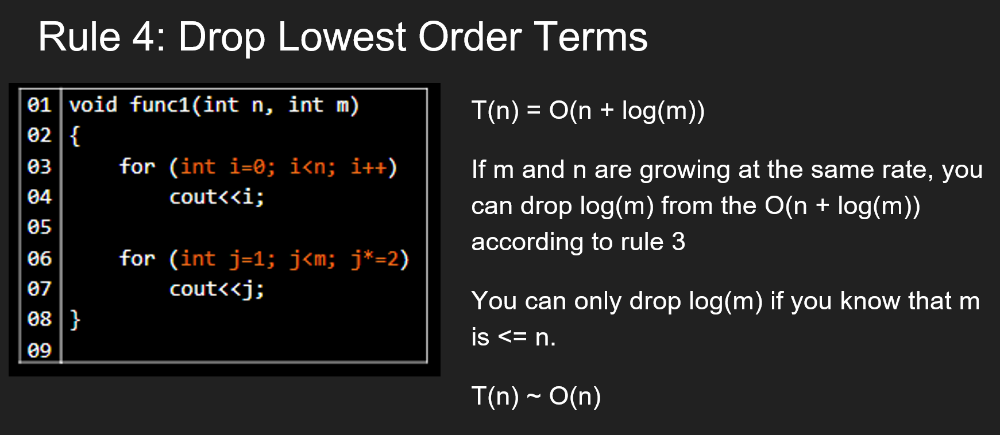 Rule 4: Drop Lowest Order Terms
01 void func1(int n, int m)
02 {
03     for (int i=0; i<n; i++)
04         cout<<i;
05
06     for (int j=1; j<m; j*=2)
07         cout<<j;
08 }
09
T(n) = O(n + log(m))
If m and n are growing at the same rate, you
can drop log(m) from the O(n + log(m))
according to rule 3
You can only drop log(m) if you know that m
is <= n.
T(n) ~ O(n)